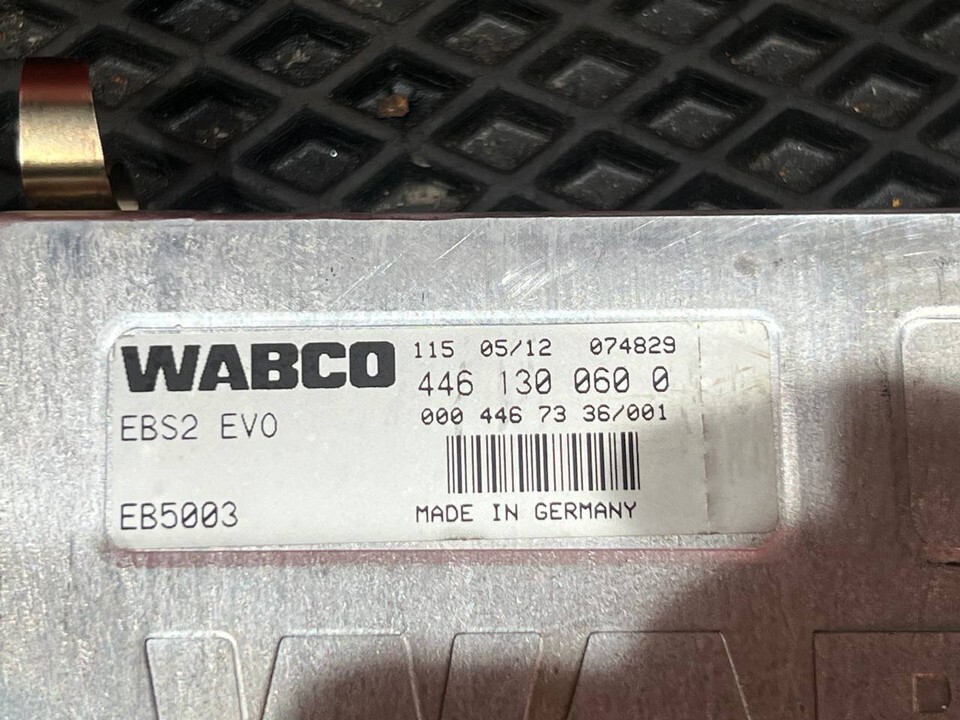 WABCO
115 05/12 074829
446 130 060 0
EBS2 EVO
000 446 73 36/001
EB5003
MADE IN GERMANY